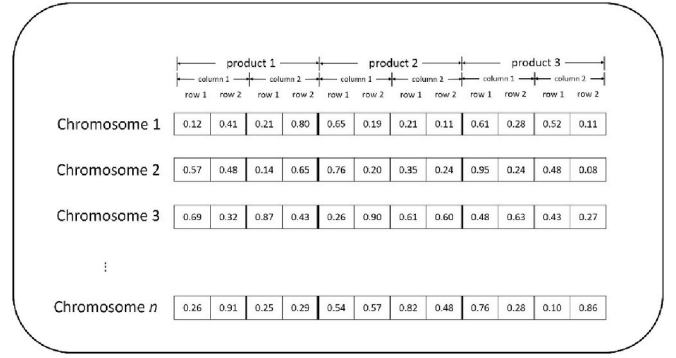 product 1 product 2 product 3
column 1 column 2 column 1 column 2 column 1 column 2
row 1 row 2 row 1 row 2 row 1 row 2 row 1 row 2 row 1 row 2 row 1 row 2
Chromosome 1 0.12 0.41 0.21 0.80 0.65 0.19 0.21 0.11 0.61 0.28 0.52 0.11
Chromosome 2 0.57 0.48 0.14 0.65 0.76 0.20 0.35 0.24 0.95 0.24 0.48 0.08
Chromosome 3 0.69 0.32 0.87 0.43 0.26 0.90 0.61 0.60 0.48 0.63 0.43 0.27
⋮
Chromosome n 0.26 0.91 0.25 0.29 0.54 0.57 0.82 0.48 0.76 0.28 0.10 0.86